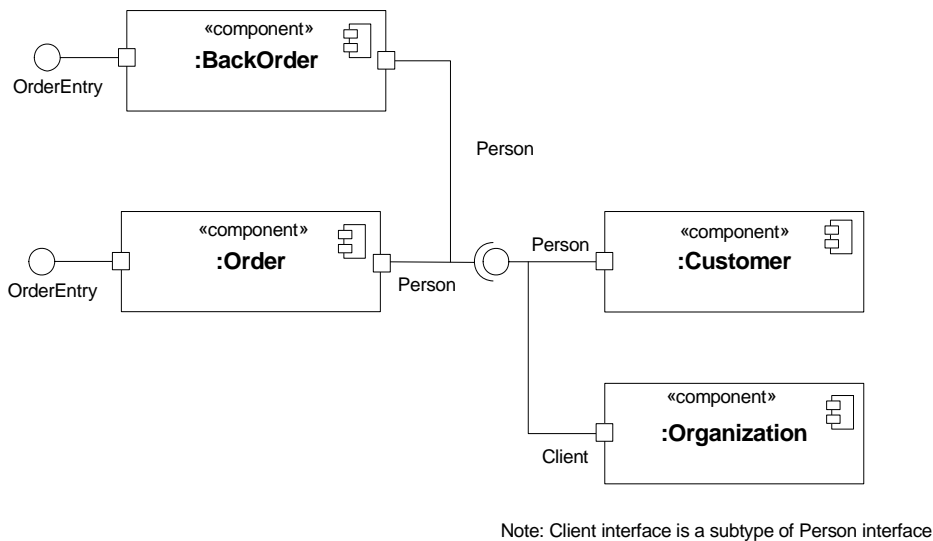 «component»
:BackOrder
OrderEntry
Person
«component»
:Order
OrderEntry
Person
Person
«component»
:Customer
«component»
:Organization
Client
Note: Client interface is a subtype of Person interface